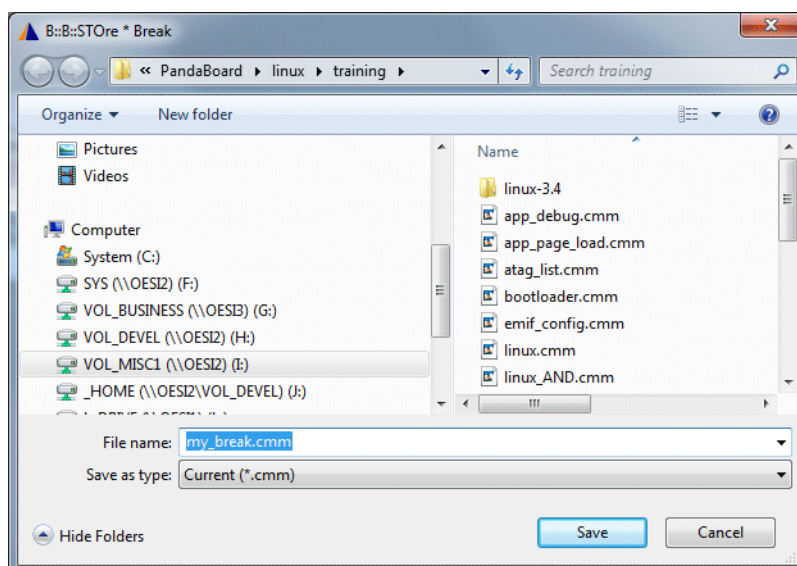 B::B::STOre * Break
« PandaBoard linux training
Search training
Organize
New folder
Pictures
Videos
Computer
System (C:)
SYS (\\OESI2) (F:)
VOL_BUSINESS (\\OESI3) (G:)
VOL_DEVEL (\\OESI2) (H:)
VOL_MISC1 (\\OESI2) (I:)
_HOME (\\OESI2\VOL_DEVEL) (J:)
Name
linux-3.4
app_debug.cmm
app_page_load.cmm
atag_list.cmm
bootloader.cmm
emif_config.cmm
linux.cmm
linux_AND.cmm
File name: my_break.cmm
Save as type: Current (*.cmm)
Hide Folders
Save
Cancel